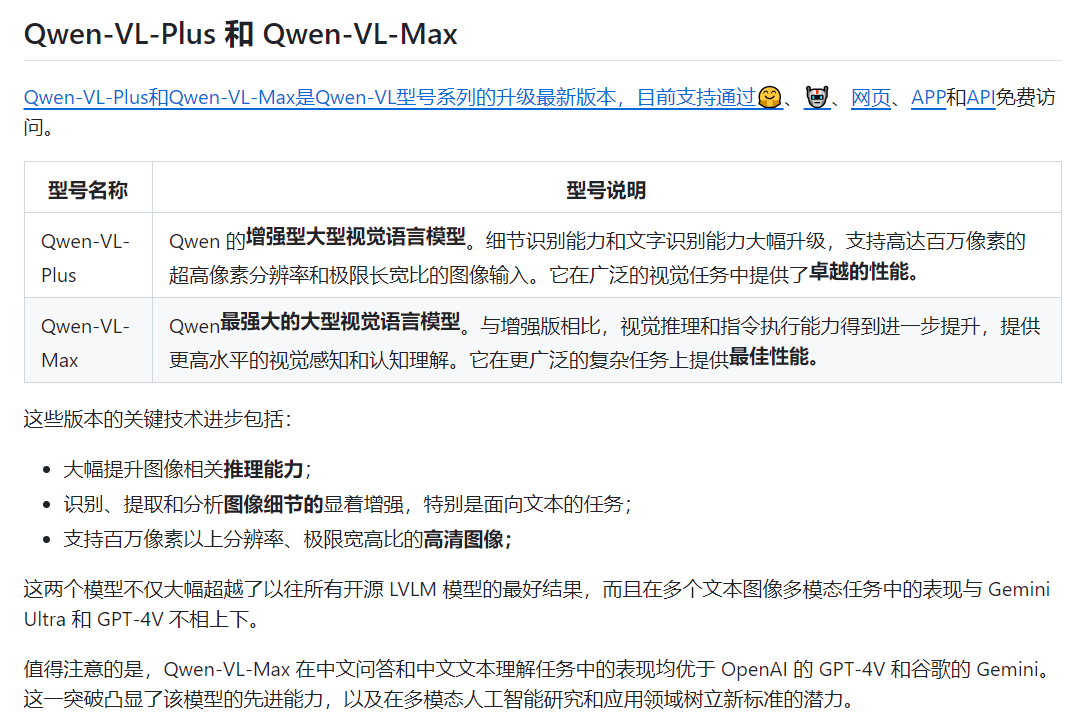 Qwen-VL-Plus 和 Qwen-VL-Max
Qwen-VL-Plus和Qwen-VL-Max是Qwen-VL型号系列的升级最新版本，目前支持通过🤗、🤖、网页、APP和API免费访
问。
型号名称 型号说明
Qwen-VL-
Plus
Qwen 的增强型大型视觉语言模型。细节识别能力和文字识别能力大幅升级，支持高达百万像素的
超高像素分辨率和极限长宽比的图像输入。它在广泛的视觉任务中提供了卓越的性能。
Qwen-VL-
Max
Qwen最强大的大型视觉语言模型。与增强版相比，视觉推理和指令执行能力得到进一步提升，提供
更高水平的视觉感知和认知理解。它在更广泛的复杂任务上提供最佳性能。
这些版本的关键技术进步包括：
• 大幅提升图像相关推理能力；
• 识别、提取和分析图像细节的显着增强，特别是面向文本的任务；
• 支持百万像素以上分辨率、极限宽高比的高清图像；
这两个模型不仅大幅超越了以往所有开源 LVLM 模型的最好结果，而且在多个文本图像多模态任务中的表现与 Gemini
Ultra 和 GPT-4V 不相上下。
值得注意的是，Qwen-VL-Max 在中文问答和中文文本理解任务中的表现均优于 OpenAI 的 GPT-4V 和谷歌的 Gemini。
这一突破凸显了该模型的先进能力，以及在多模态人工智能研究和应用领域树立新标准的潜力。